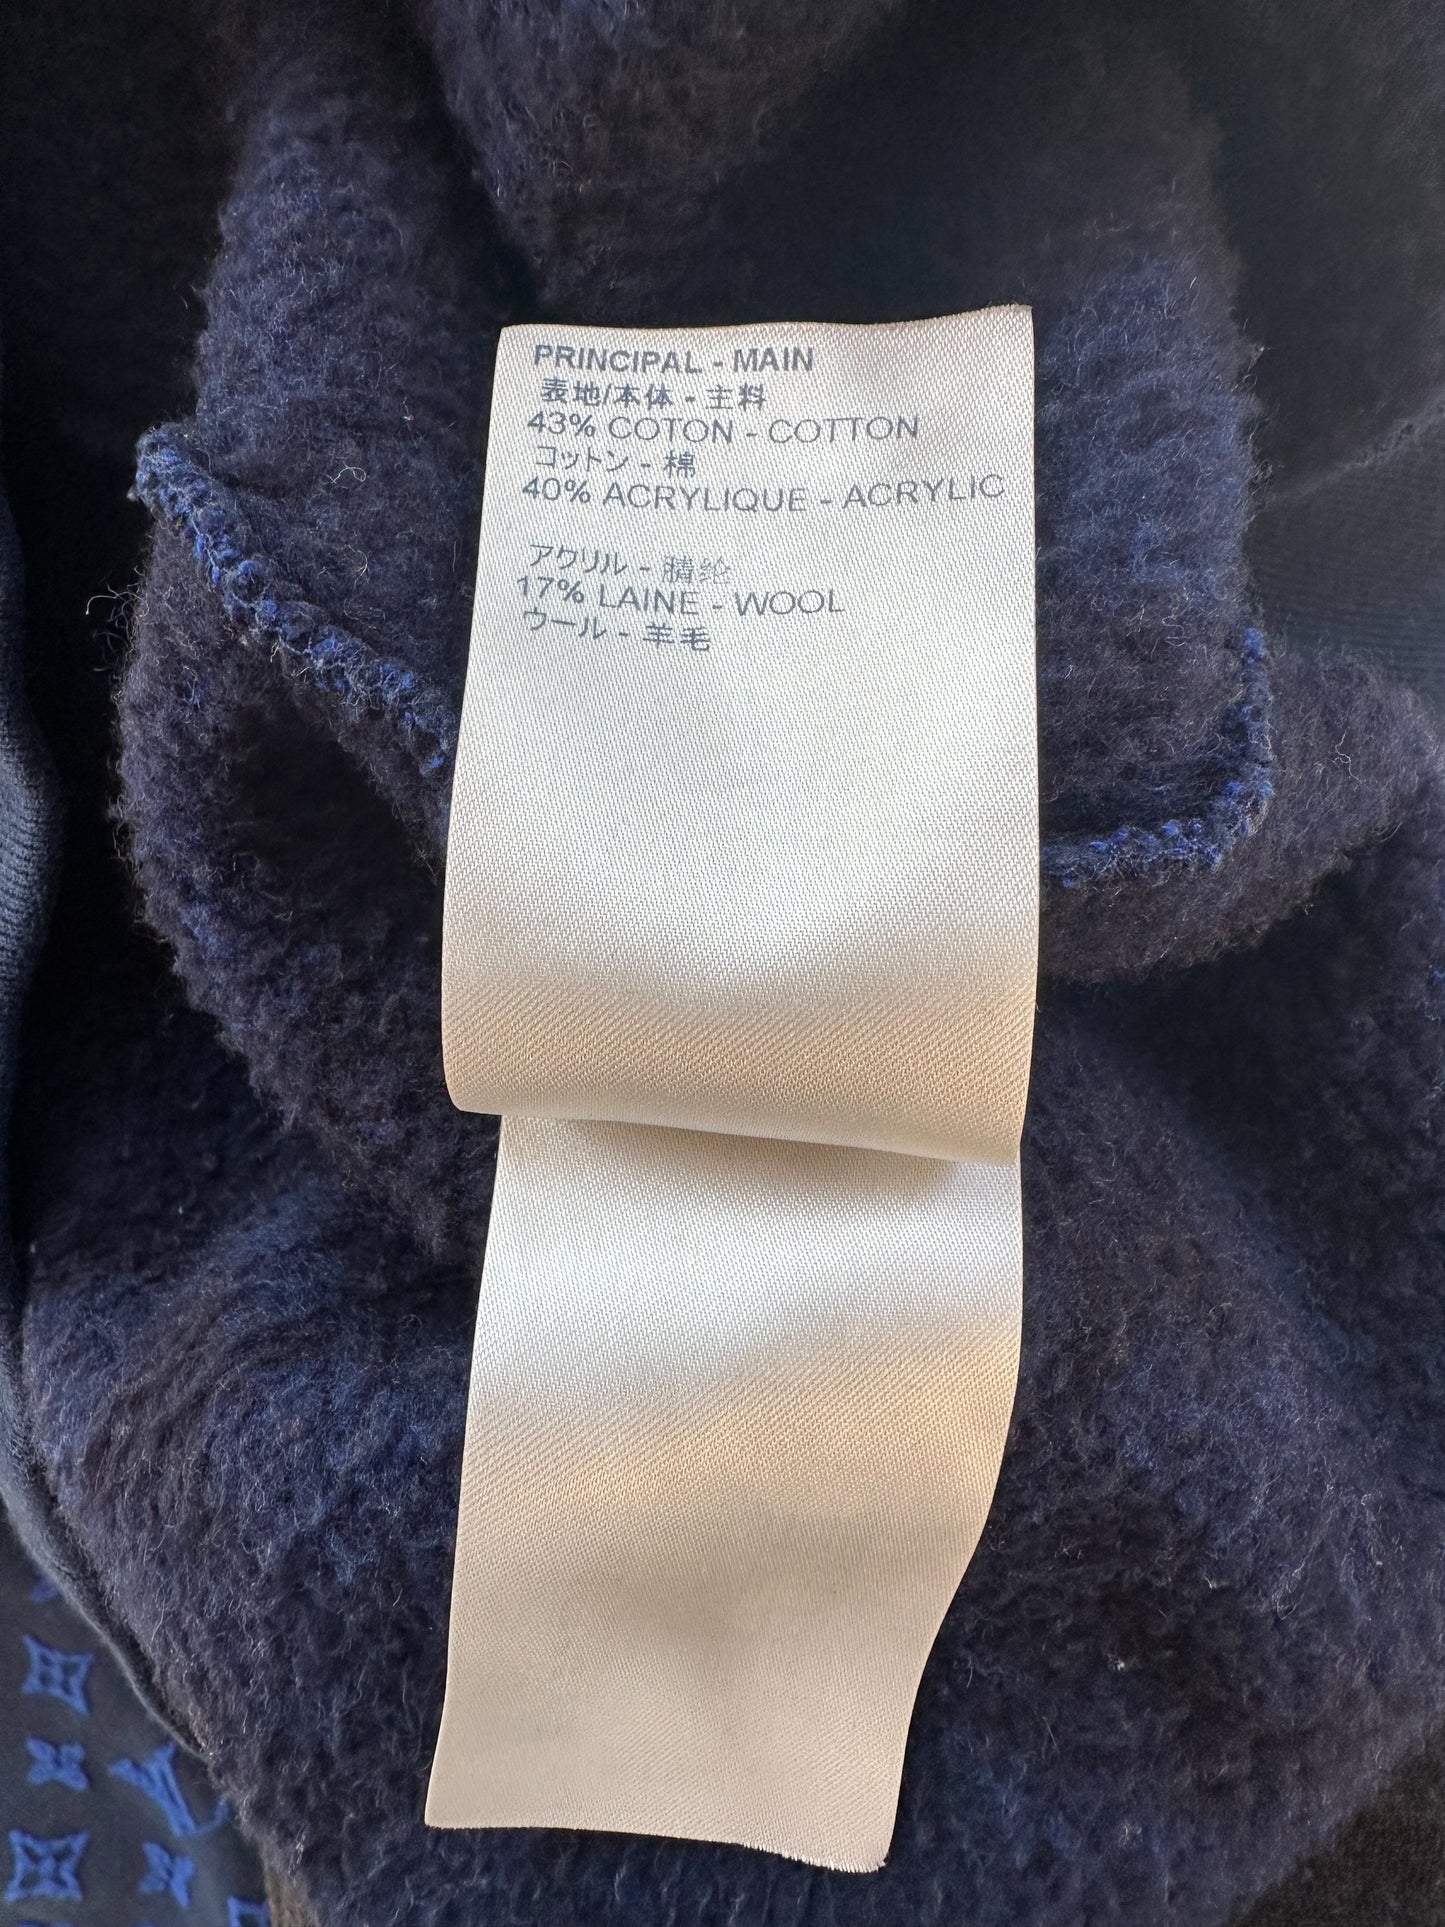 PRINCIPAL - MAIN
表地/本体 - 主料
43% COTON - COTTON
コットン - 棉
40% ACRYLIQUE - ACRYLIC
アクリル - 腈纶
17% LAINE - WOOL
ウール - 羊毛